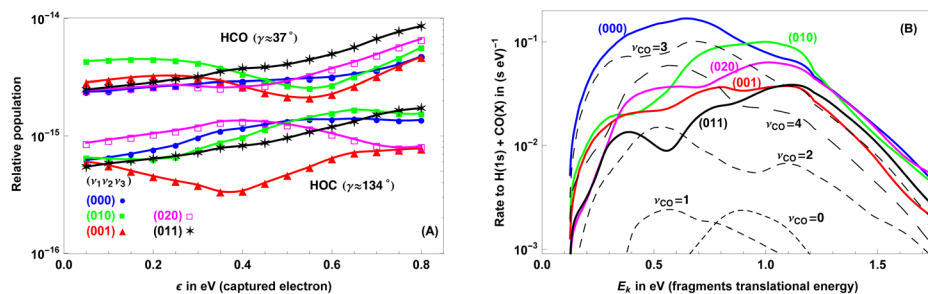 10⁻¹⁴
10⁻¹⁵
10⁻¹⁶
Relative population
HCO (γ≈37°)
HOC (γ≈134°)
(ν₁ν₂ν₃)
(000)
(010)
(020)
(001)
(011)
(A)
0.0 0.2 0.4 0.6 0.8
ϵ in eV (captured electron)
10⁻¹
10⁻²
10⁻³
Rate to H(1s) + CO(X) in (s eV)⁻¹
(B)
(000)
(010)
νCO=3
(020)
(001)
(011)
νCO=4
νCO=2
νCO=1
νCO=0
0.0 0.5 1.0 1.5
Eₖ in eV (fragments translational energy)